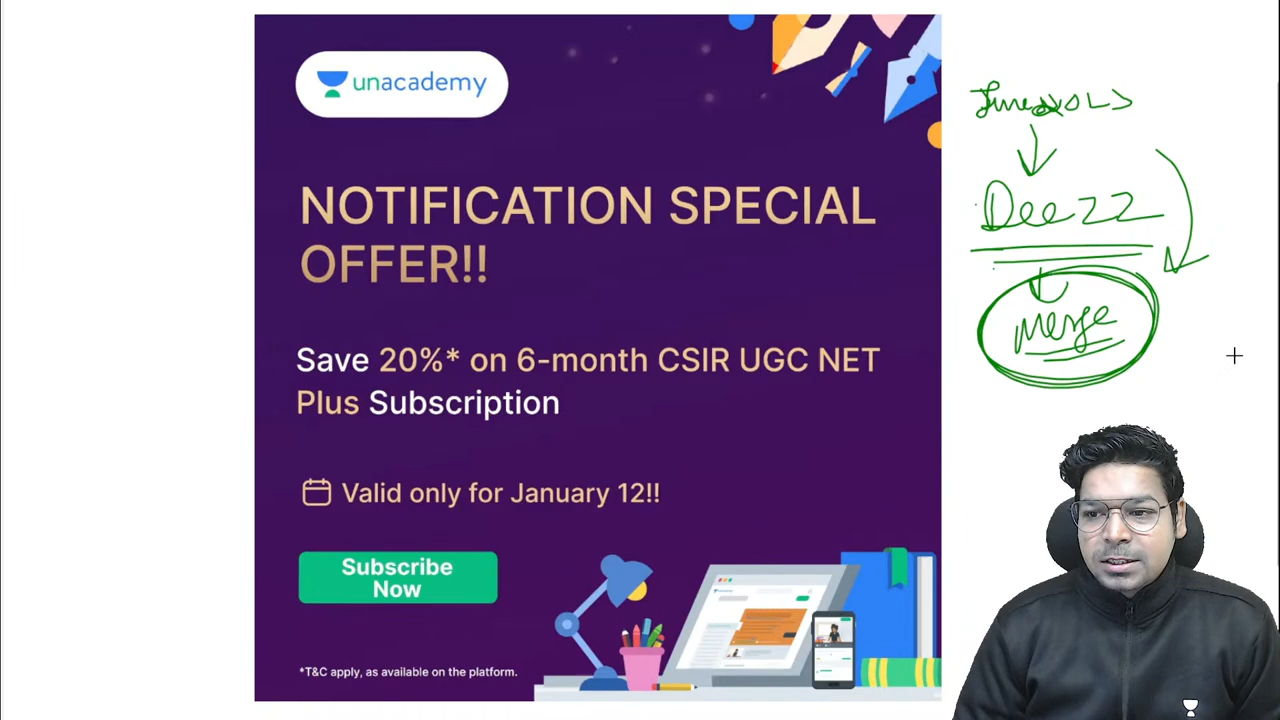 unacademy
NOTIFICATION SPECIAL
OFFER!!
Save 20%* on 6-month CSIR UGC NET
Plus Subscription
Valid only for January 12!!
Subscribe
Now
*T&C apply, as available on the platform.
Dec22
Merge